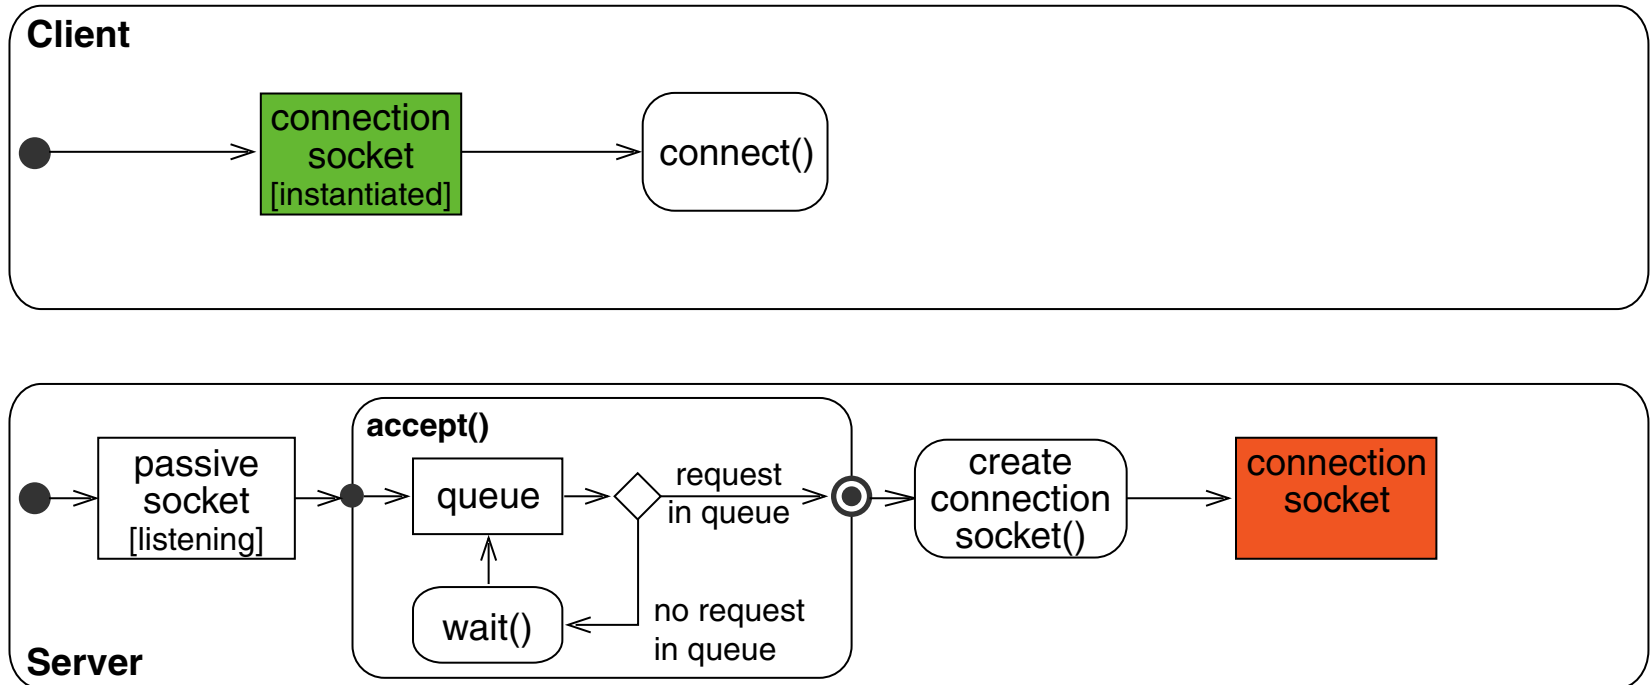 Client
connection
socket
[instantiated]
connect()
accept()
passive
socket
[listening]
queue
request
in queue
wait()
no request
in queue
create
connection
socket()
connection
socket
Server